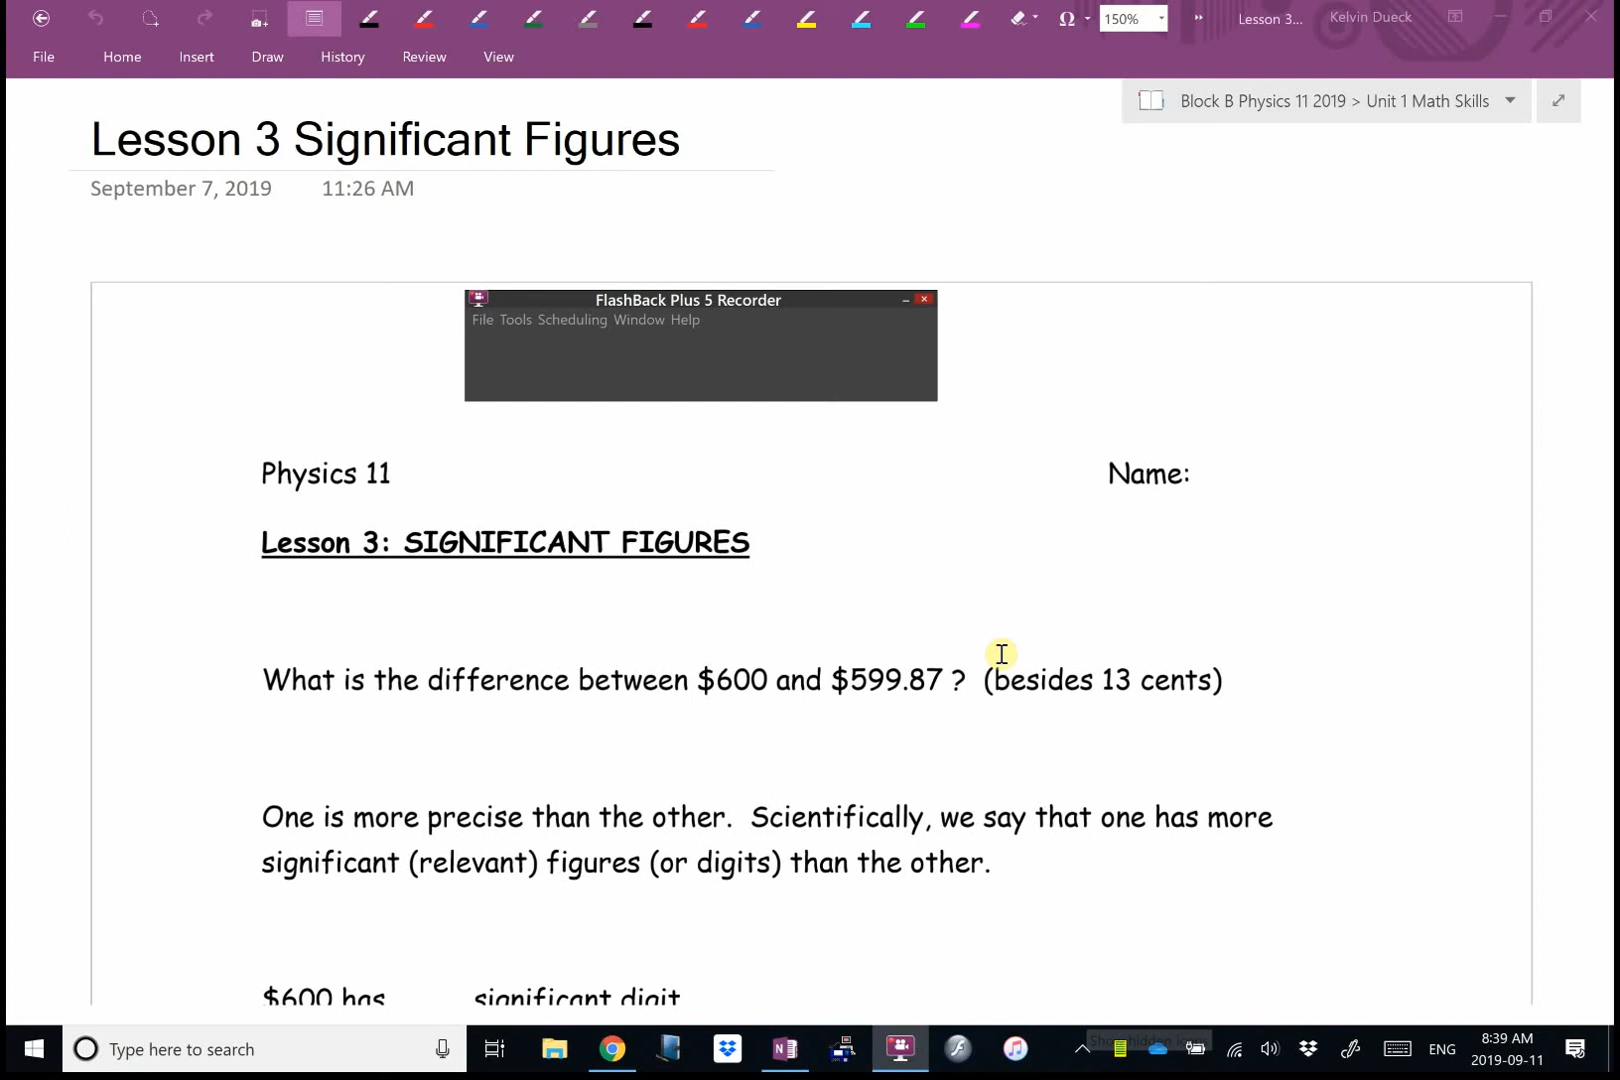 150%
Lesson 3...
Kelvin Dueck
File Home Insert Draw History Review View
Block B Physics 11 2019 > Unit 1 Math Skills
Lesson 3 Significant Figures
September 7, 2019 11:26 AM
FlashBack Plus 5 Recorder
File Tools Scheduling Window Help
Physics 11 Name:
Lesson 3: SIGNIFICANT FIGURES
What is the difference between $600 and $599.87 ? (besides 13 cents)
One is more precise than the other. Scientifically, we say that one has more
significant (relevant) figures (or digits) than the other.
$600 has significant digit
Type here to search
Show hidden icons
ENG
8:39 AM
2019-09-11